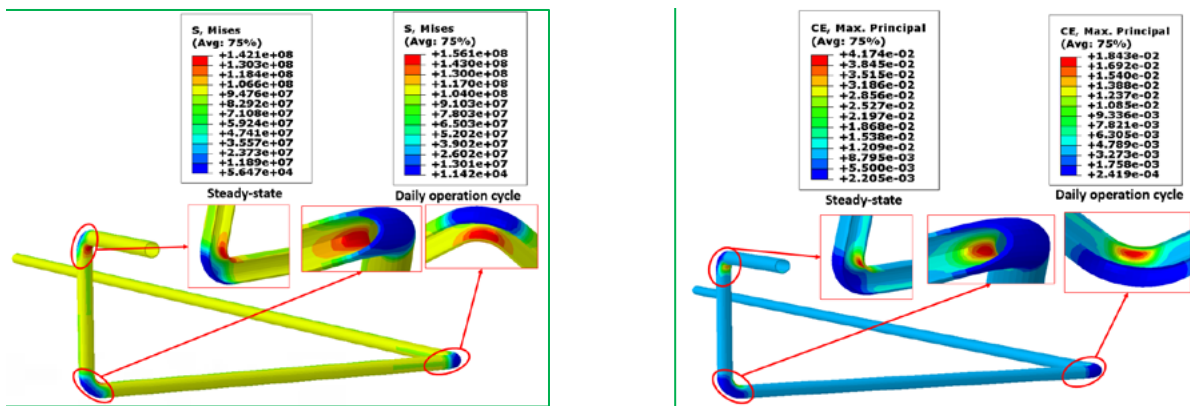 S, Mises
(Avg: 75%)
+1.421e+08
+1.303e+08
+1.184e+08
+1.066e+08
+9.476e+07
+8.292e+07
+7.108e+07
+5.924e+07
+4.741e+07
+3.557e+07
+2.373e+07
+1.189e+07
+5.647e+04
Steady-state
S, Mises
(Avg: 75%)
+1.561e+08
+1.430e+08
+1.300e+08
+1.170e+08
+1.040e+08
+9.103e+07
+7.803e+07
+6.503e+07
+5.202e+07
+3.902e+07
+2.602e+07
+1.301e+07
+1.142e+04
Daily operation cycle
CE, Max. Principal
(Avg: 75%)
+4.174e-02
+3.845e-02
+3.515e-02
+3.186e-02
+2.856e-02
+2.527e-02
+2.197e-02
+1.868e-02
+1.538e-02
+1.209e-02
+8.795e-03
+5.500e-03
+2.205e-03
Steady-state
CE, Max. Principal
(Avg: 75%)
+1.843e-02
+1.692e-02
+1.540e-02
+1.388e-02
+1.237e-02
+1.085e-02
+9.336e-03
+7.821e-03
+6.305e-03
+4.789e-03
+3.273e-03
+1.758e-03
+2.419e-04
Daily operation cycle